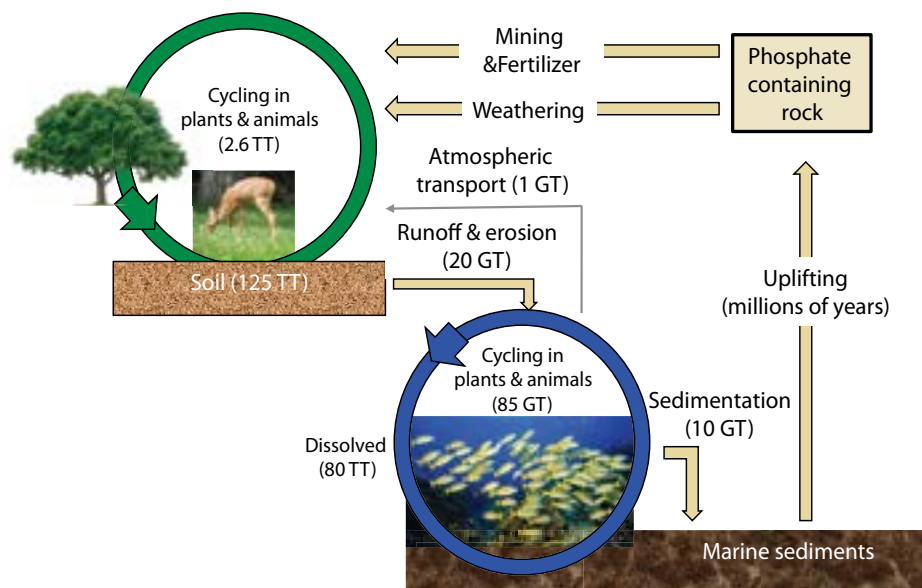 Mining
&Fertilizer
Phosphate
containing
rock
Weathering
Cycling in
plants & animals
(2.6 TT)
Atmospheric
transport (1 GT)
Runoff & erosion
(20 GT)
Soil (125 TT)
Uplifting
(millions of years)
Cycling in
plants & animals
(85 GT)
Sedimentation
(10 GT)
Dissolved
(80 TT)
Marine sediments